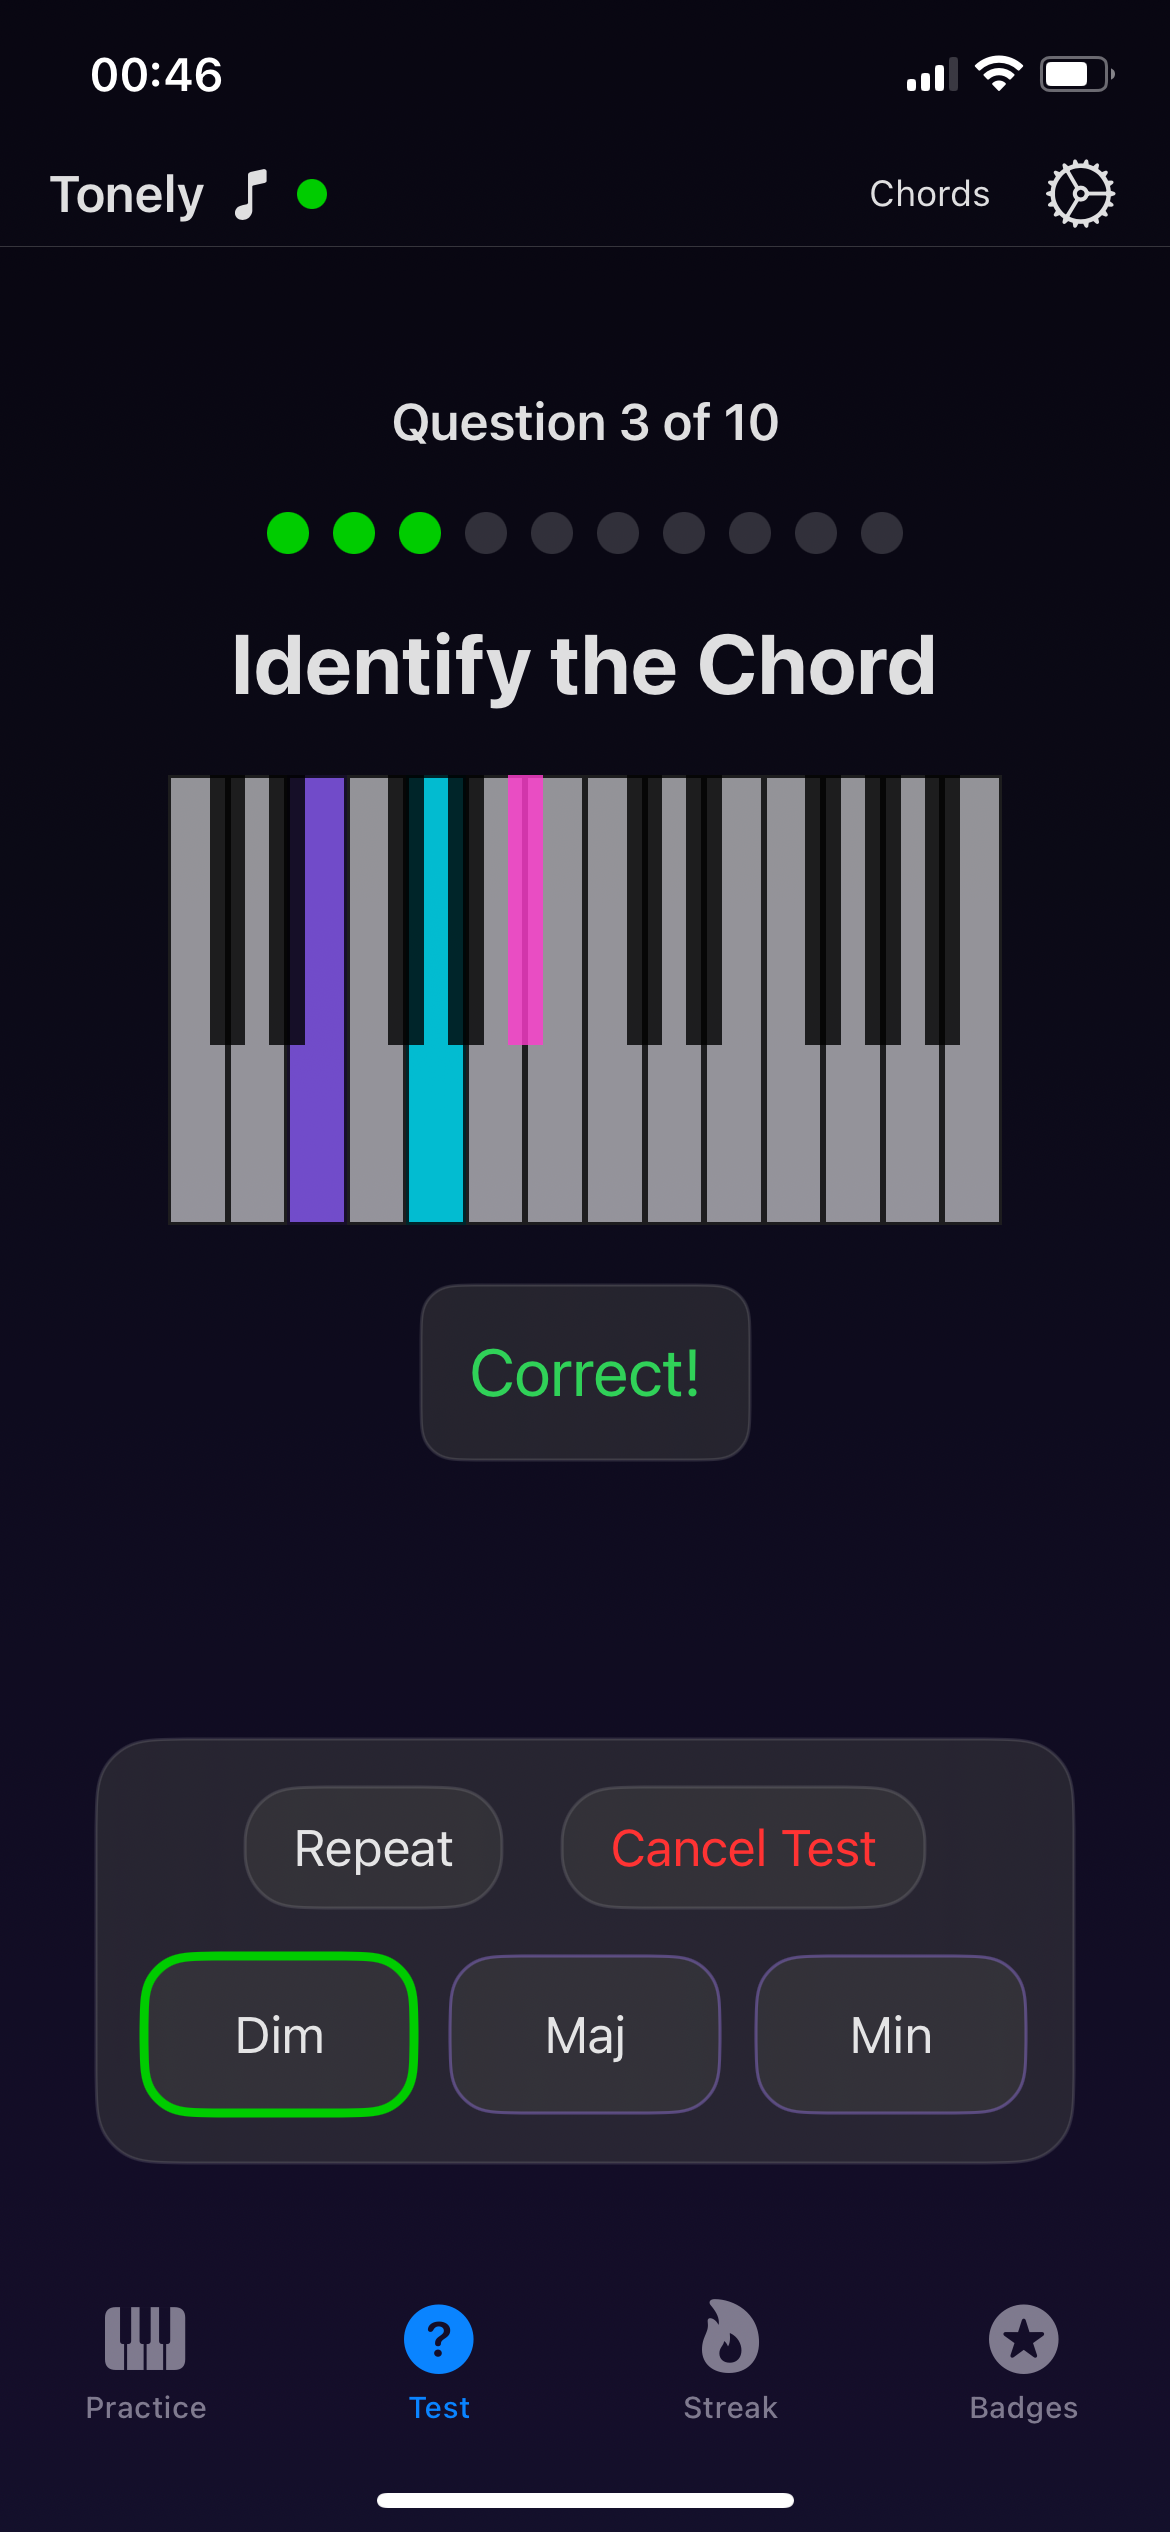 00:46
Tonely
Chords
Question 3 of 10
Identify the Chord
Correct!
Repeat
Cancel Test
Dim
Maj
Min
?
Practice
Test
Streak
Badges